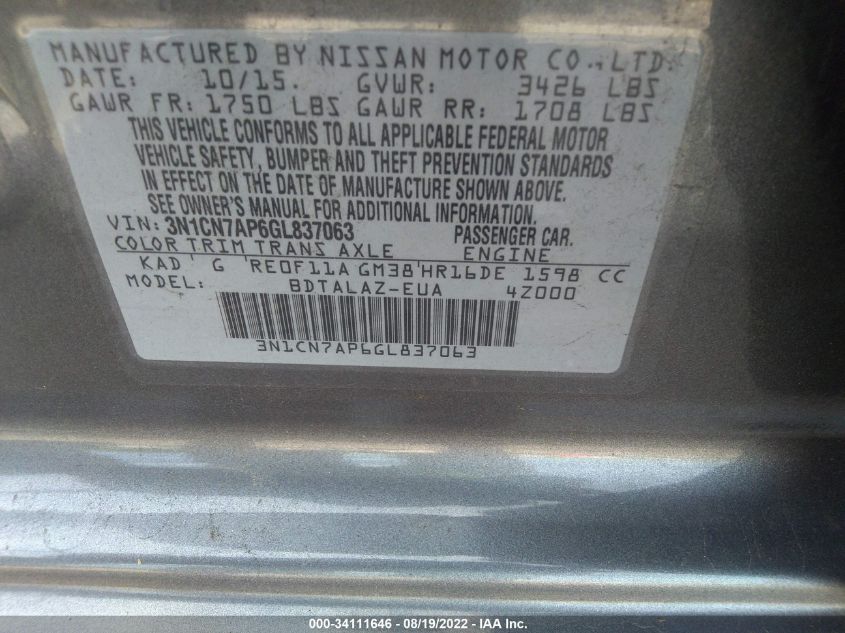 MANUFACTURED BY NISSAN MOTOR CO., LTD.
DATE: 10/15. GVWR: 3426 LBS
GAWR FR: 1750 LBS GAWR RR: 1708 LBS
THIS VEHICLE CONFORMS TO ALL APPLICABLE FEDERAL MOTOR
VEHICLE SAFETY, BUMPER AND THEFT PREVENTION STANDARDS
IN EFFECT ON THE DATE OF MANUFACTURE SHOWN ABOVE.
SEE OWNER'S MANUAL FOR ADDITIONAL INFORMATION.
VIN: 3N1CN7AP6GL837063 PASSENGER CAR.
COLOR TRIM TRANS AXLE ENGINE
KAD G RE0F11A GM38 HR16DE 1598 CC
MODEL: BDTALAZ-EUA 4Z000
3N1CN7AP6GL837063
000-34111646 - 08/19/2022 - IAA Inc.